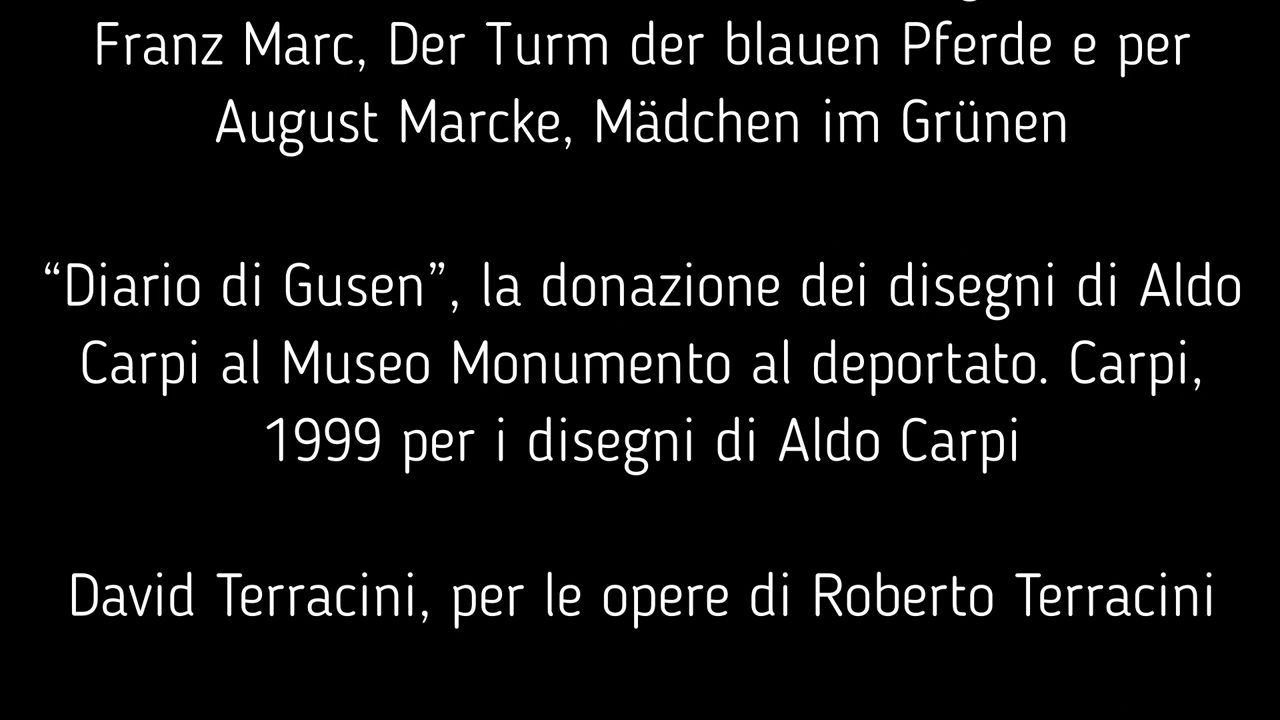 Franz Marc, Der Turm der blauen Pferde e per
August Marcke, Mädchen im Grünen
“Diario di Gusen”, la donazione dei disegni di Aldo
Carpi al Museo Monumento al deportato. Carpi,
1999 per i disegni di Aldo Carpi
David Terracini, per le opere di Roberto Terracini